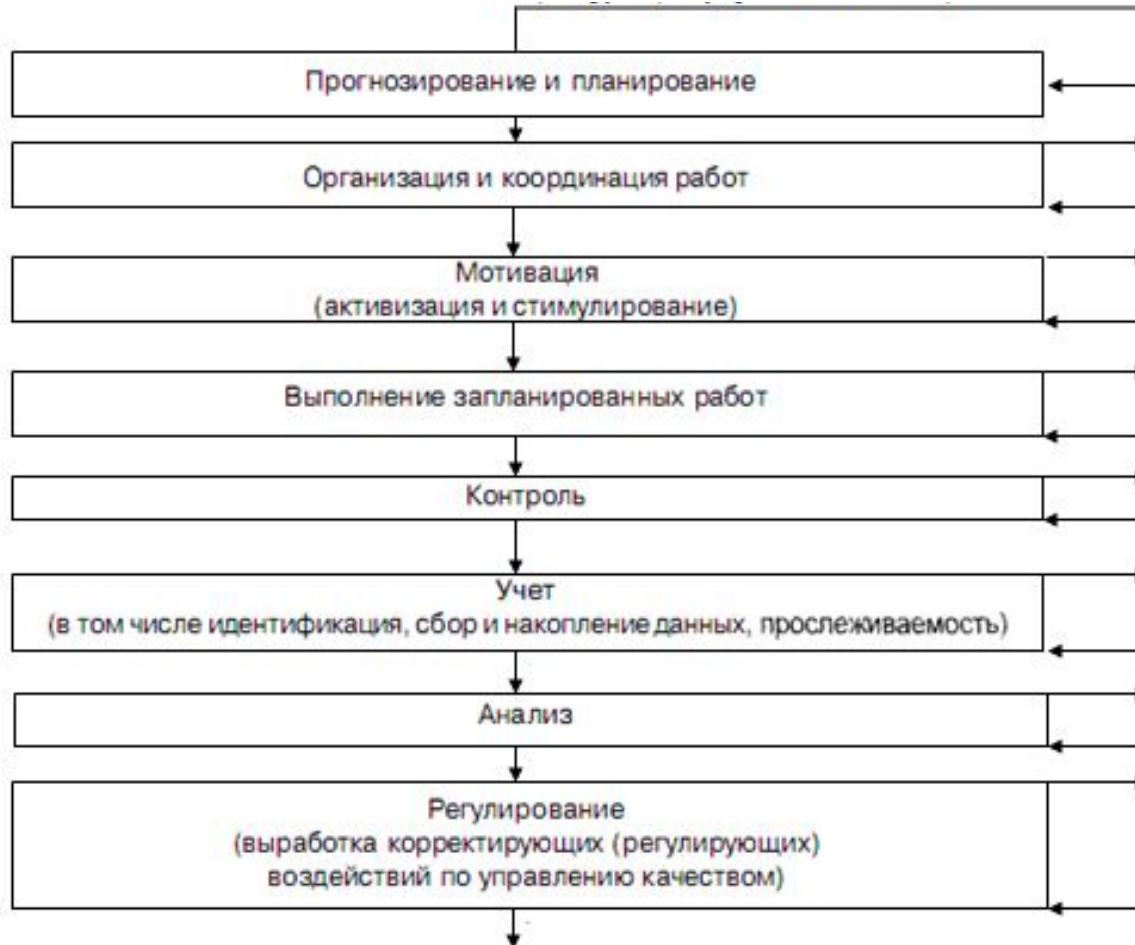 Прогнозирование и планирование
Организация и координация работ
Мотивация
(активизация и стимулирование)
Выполнение запланированных работ
Контроль
Учет
(в том числе идентификация, сбор и накопление данных, прослеживаемость)
Анализ
Регулирование
(выработка корректирующих (регулирующих)
воздействий по управлению качеством)